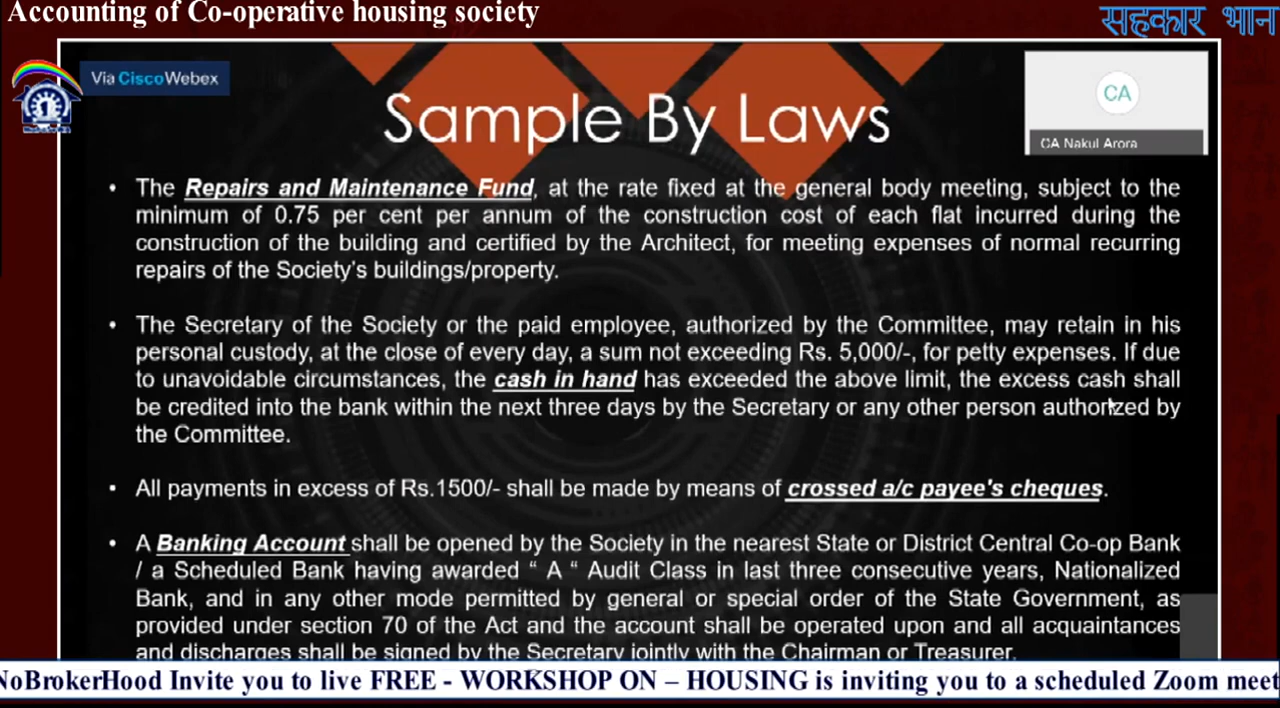 Accounting of Co-operative housing society
सहकार भान
Via CiscoWebex
CA
CA Nakul Arora
Sample By Laws
• The Repairs and Maintenance Fund, at the rate fixed at the general body meeting, subject to the
minimum of 0.75 per cent per annum of the construction cost of each flat incurred during the
construction of the building and certified by the Architect, for meeting expenses of normal recurring
repairs of the Society's buildings/property.
• The Secretary of the Society or the paid employee, authorized by the Committee, may retain in his
personal custody, at the close of every day, a sum not exceeding Rs. 5,000/-, for petty expenses. If due
to unavoidable circumstances, the cash in hand has exceeded the above limit, the excess cash shall
be credited into the bank within the next three days by the Secretary or any other person authorized by
the Committee.
• All payments in excess of Rs.1500/- shall be made by means of crossed a/c payee's cheques.
• A Banking Account shall be opened by the Society in the nearest State or District Central Co-op Bank
/ a Scheduled Bank having awarded “ A “ Audit Class in last three consecutive years, Nationalized
Bank, and in any other mode permitted by general or special order of the State Government, as
provided under section 70 of the Act and the account shall be operated upon and all acquaintances
and discharges shall be signed by the Secretary jointly with the Chairman or Treasurer.
NoBrokerHood Invite you to live FREE - WORKSHOP ON – HOUSING is inviting you to a scheduled Zoom meet